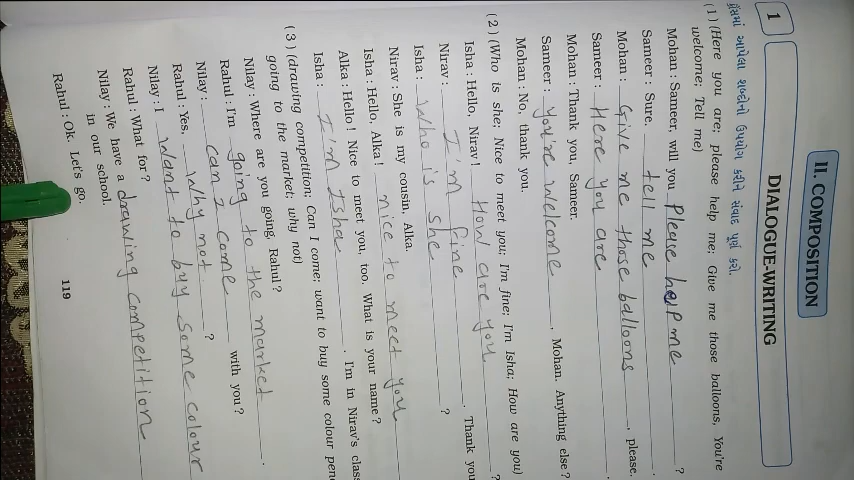 II. COMPOSITION
1
DIALOGUE-WRITING
કૌંસમાં આપેલા શબ્દોનો ઉપયોગ કરીને સંવાદ પૂર્ણ કરો.
(1) (Here you are; please help me; Give me those balloons, You're
welcome; Tell me)
Mohan : Sameer, will you Please help me ?
Sameer : Sure. tell me .
Mohan : Give me those balloons , please.
Sameer : Here you are .
Mohan : Thank you, Sameer.
Sameer : you're welcome , Mohan. Anything else ?
Mohan : No, thank you.
(2) (Who is she; Nice to meet you; I'm fine; I'm Isha; How are you)
Isha : Hello, Nirav! How are you ?
Nirav : I'm fine . Thank you
Isha : Who is she ?
Nirav : She is my cousin, Alka.
Isha : Hello, Alka! nice to meet you
Alka : Hello! Nice to meet you, too. What is your name ?
Isha : I'm Isha . I'm in Nirav's class
(3) (drawing competition; Can I come; want to buy some colour pen
going to the market; why not)
Nilay : Where are you going, Rahul ?
Rahul : I'm going to the market .
Nilay : can I come with you ?
Rahul : Yes, why not ?
Nilay : I want to buy some colour
Rahul : What for ?
Nilay : We have a drawing competition
in our school.
Rahul : Ok. Let's go.
119